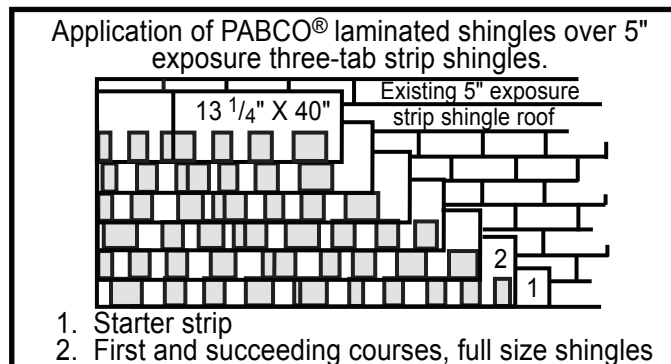 Application of PABCO® laminated shingles over 5"
exposure three-tab strip shingles.
13 1/4" X 40"
Existing 5" exposure
strip shingle roof
2
1
1. Starter strip
2. First and succeeding courses, full size shingles